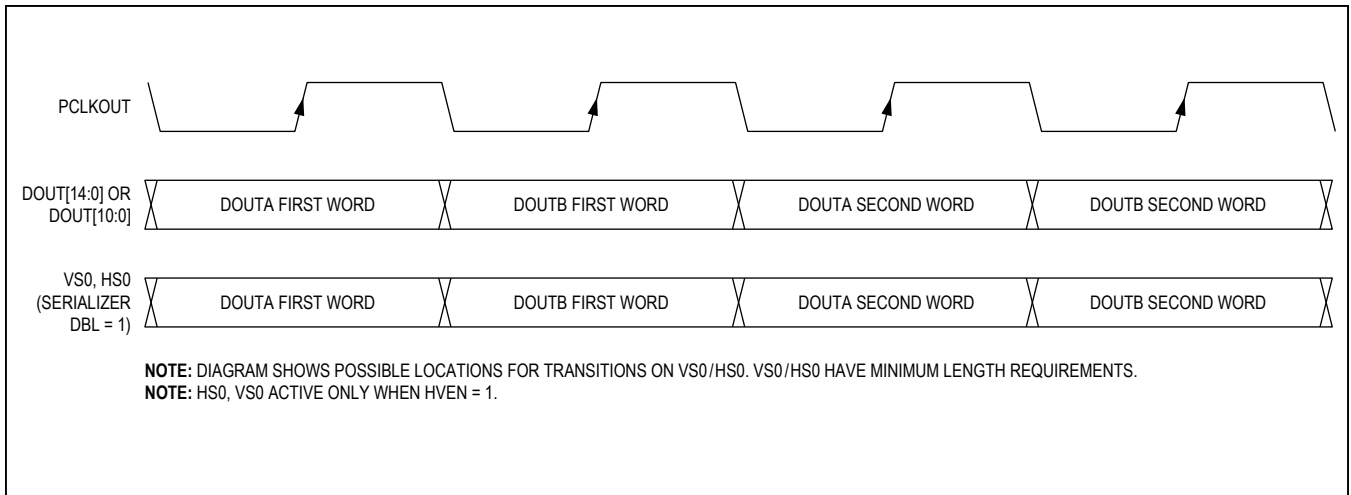 PCLKOUT
DOUT[14:0] OR
DOUT[10:0]
DOUTA FIRST WORD
DOUTB FIRST WORD
DOUTA SECOND WORD
DOUTB SECOND WORD
VS0, HS0
(SERIALIZER
DBL = 1)
DOUTA FIRST WORD
DOUTB FIRST WORD
DOUTA SECOND WORD
DOUTB SECOND WORD
NOTE: DIAGRAM SHOWS POSSIBLE LOCATIONS FOR TRANSITIONS ON VS0/HS0. VS0/HS0 HAVE MINIMUM LENGTH REQUIREMENTS.
NOTE: HS0, VS0 ACTIVE ONLY WHEN HVEN = 1.